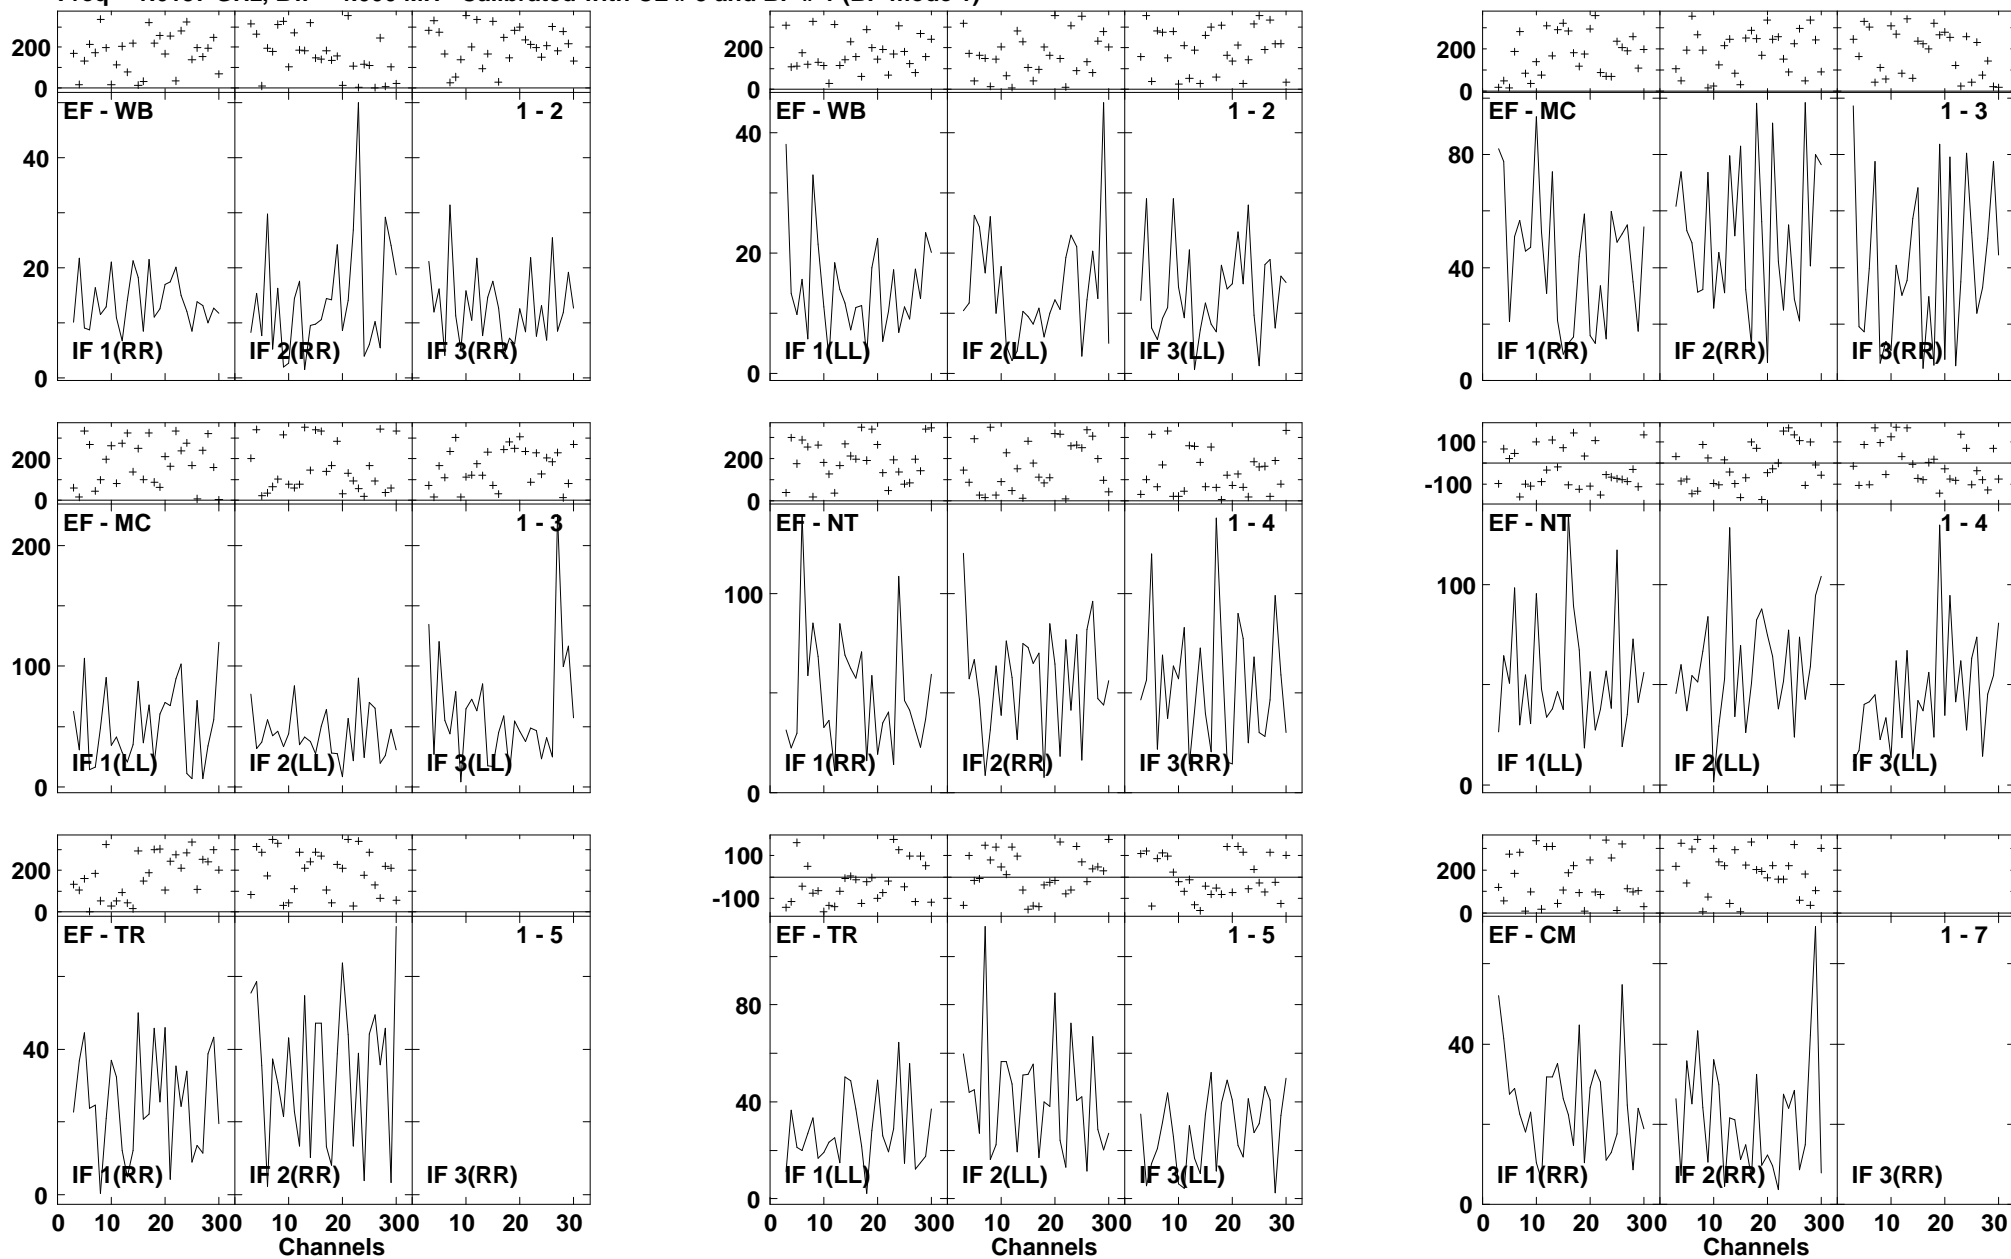 200
0
EF - WB
1 - 2
40
20
0
IF 1(RR)
IF 2(RR)
IF 3(RR)
200
0
EF - WB
1 - 2
40
20
0
IF 1(LL)
IF 2(LL)
IF 3(LL)
200
0
EF - MC
1 - 3
80
40
0
IF 1(RR)
IF 2(RR)
IF 3(RR)
200
0
EF - MC
1 - 3
200
100
0
IF 1(LL)
IF 2(LL)
IF 3(LL)
200
0
EF - NT
1 - 4
100
0
IF 1(RR)
IF 2(RR)
IF 3(RR)
100
-100
EF - NT
1 - 4
100
0
IF 1(LL)
IF 2(LL)
IF 3(LL)
200
0
EF - TR
1 - 5
40
0
IF 1(RR)
IF 2(RR)
IF 3(RR)
0 10 20 300 10 20 300 10 20 30
Channels
100
-100
EF - TR
1 - 5
80
40
0
IF 1(LL)
IF 2(LL)
IF 3(LL)
0 10 20 300 10 20 300 10 20 30
Channels
200
0
EF - CM
1 - 7
40
0
IF 1(RR)
IF 2(RR)
IF 3(RR)
0 10 20 300 10 20 300 10 20 30
Channels